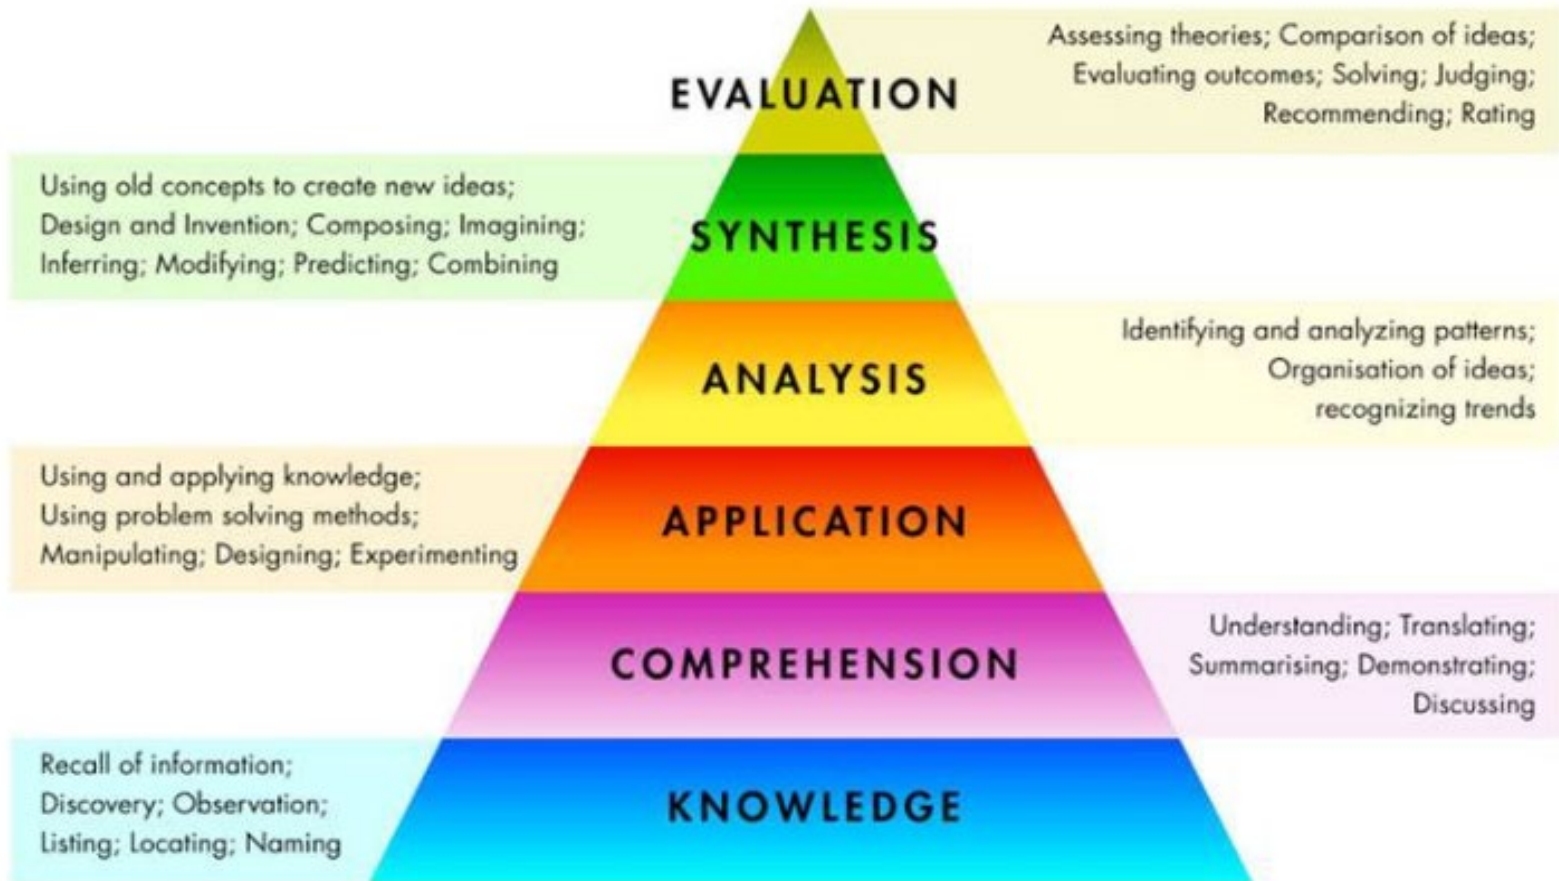 EVALUATION
Assessing theories; Comparison of ideas;
Evaluating outcomes; Solving; Judging;
Recommending; Rating
Using old concepts to create new ideas;
Design and Invention; Composing; Imagining;
Inferring; Modifying; Predicting; Combining
SYNTHESIS
ANALYSIS
Identifying and analyzing patterns;
Organisation of ideas;
recognizing trends
Using and applying knowledge;
Using problem solving methods;
Manipulating; Designing; Experimenting
APPLICATION
COMPREHENSION
Understanding; Translating;
Summarising; Demonstrating;
Discussing
Recall of information;
Discovery; Observation;
Listing; Locating; Naming
KNOWLEDGE